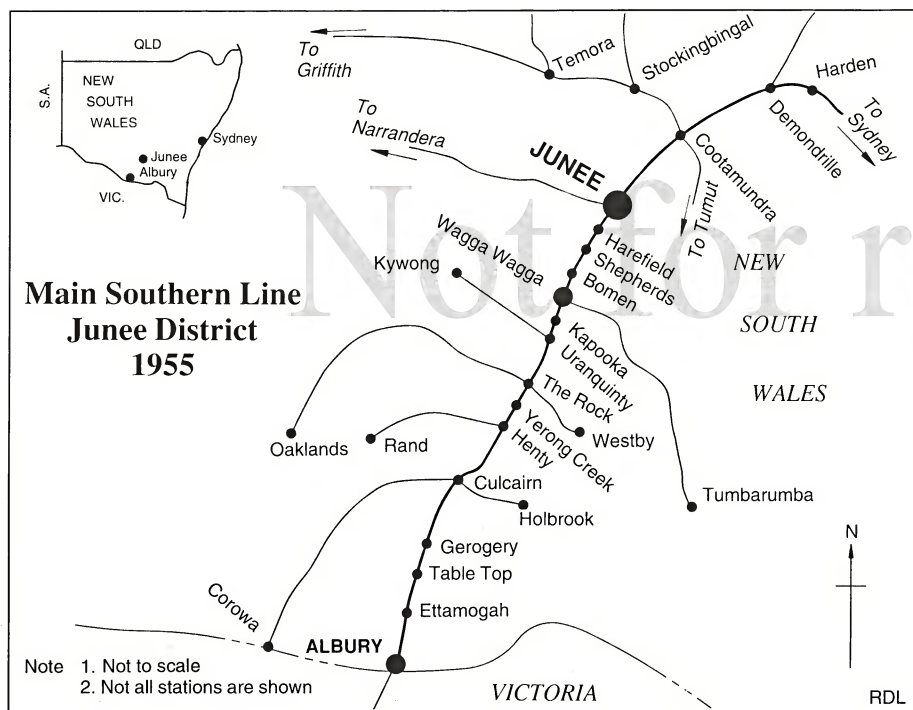 QLD
S.A.
NEW
SOUTH
WALES
Sydney
Junee
Albury
VIC.
To
Griffith
Temora
Stockingbingal
Harden
Demondrille
To
Sydney
To
Narrandera
JUNEE
Cootamundra
To Tumut
Not for r
Wagga Wagga
Harefield
Shepherds
Bomen
Kywong
NEW
SOUTH
WALES
Main Southern Line
Junee District
1955
Kapooka
Uranquinty
The Rock
Yerong Creek
Henty
Westby
Oaklands
Rand
Culcairn
Holbrook
Tumbarumba
Gerogery
Table Top
Ettamogah
N
Corowa
ALBURY
Note 1. Not to scale
2. Not all stations are shown
VICTORIA
RDL